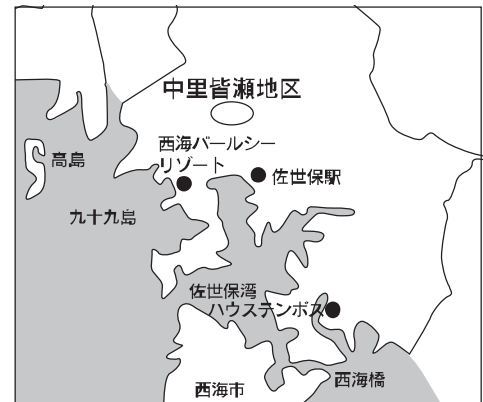 中里皆瀬地区
西海バールシー
リゾート
佐世保駅
高島
九十九島
佐世保湾
ハウステンボス
西海橋
西海市